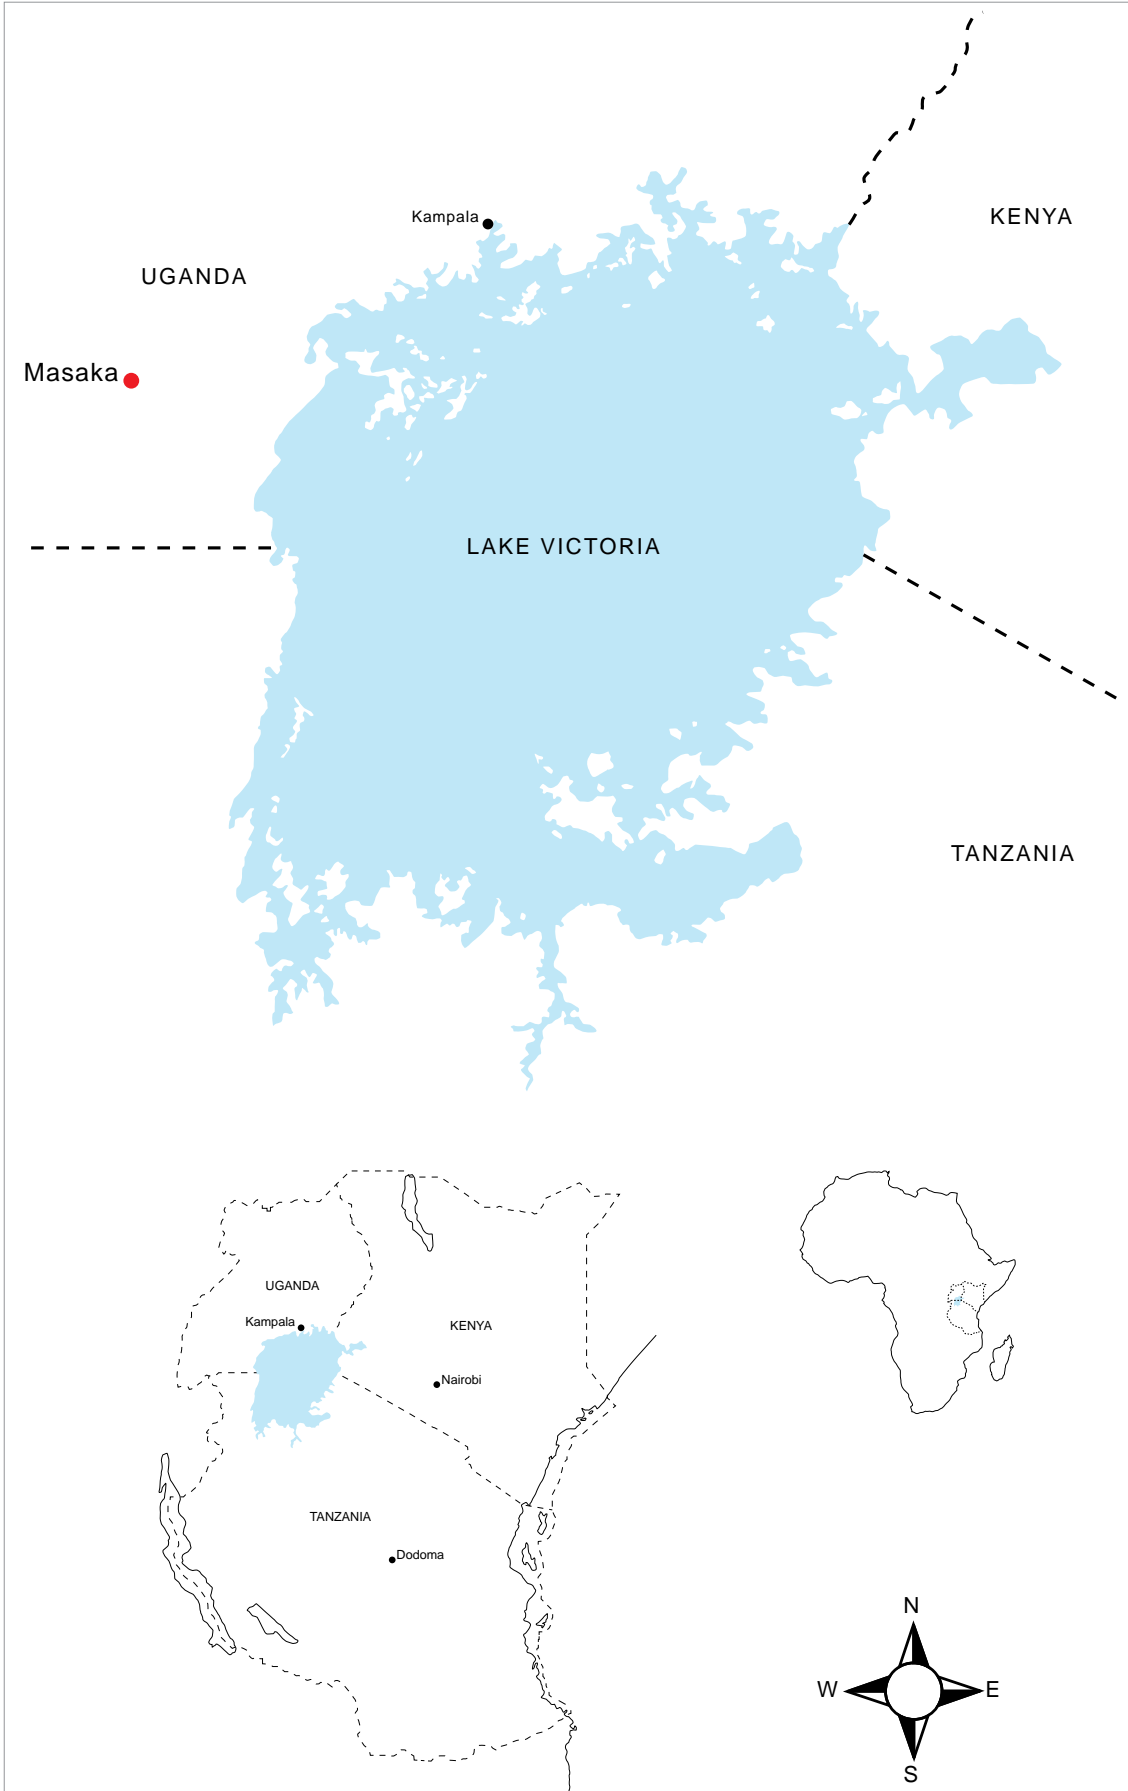 Kampala
KENYA
UGANDA
Masaka
LAKE VICTORIA
TANZANIA
UGANDA
Kampala
KENYA
Nairobi
TANZANIA
Dodoma
N
W
E
S